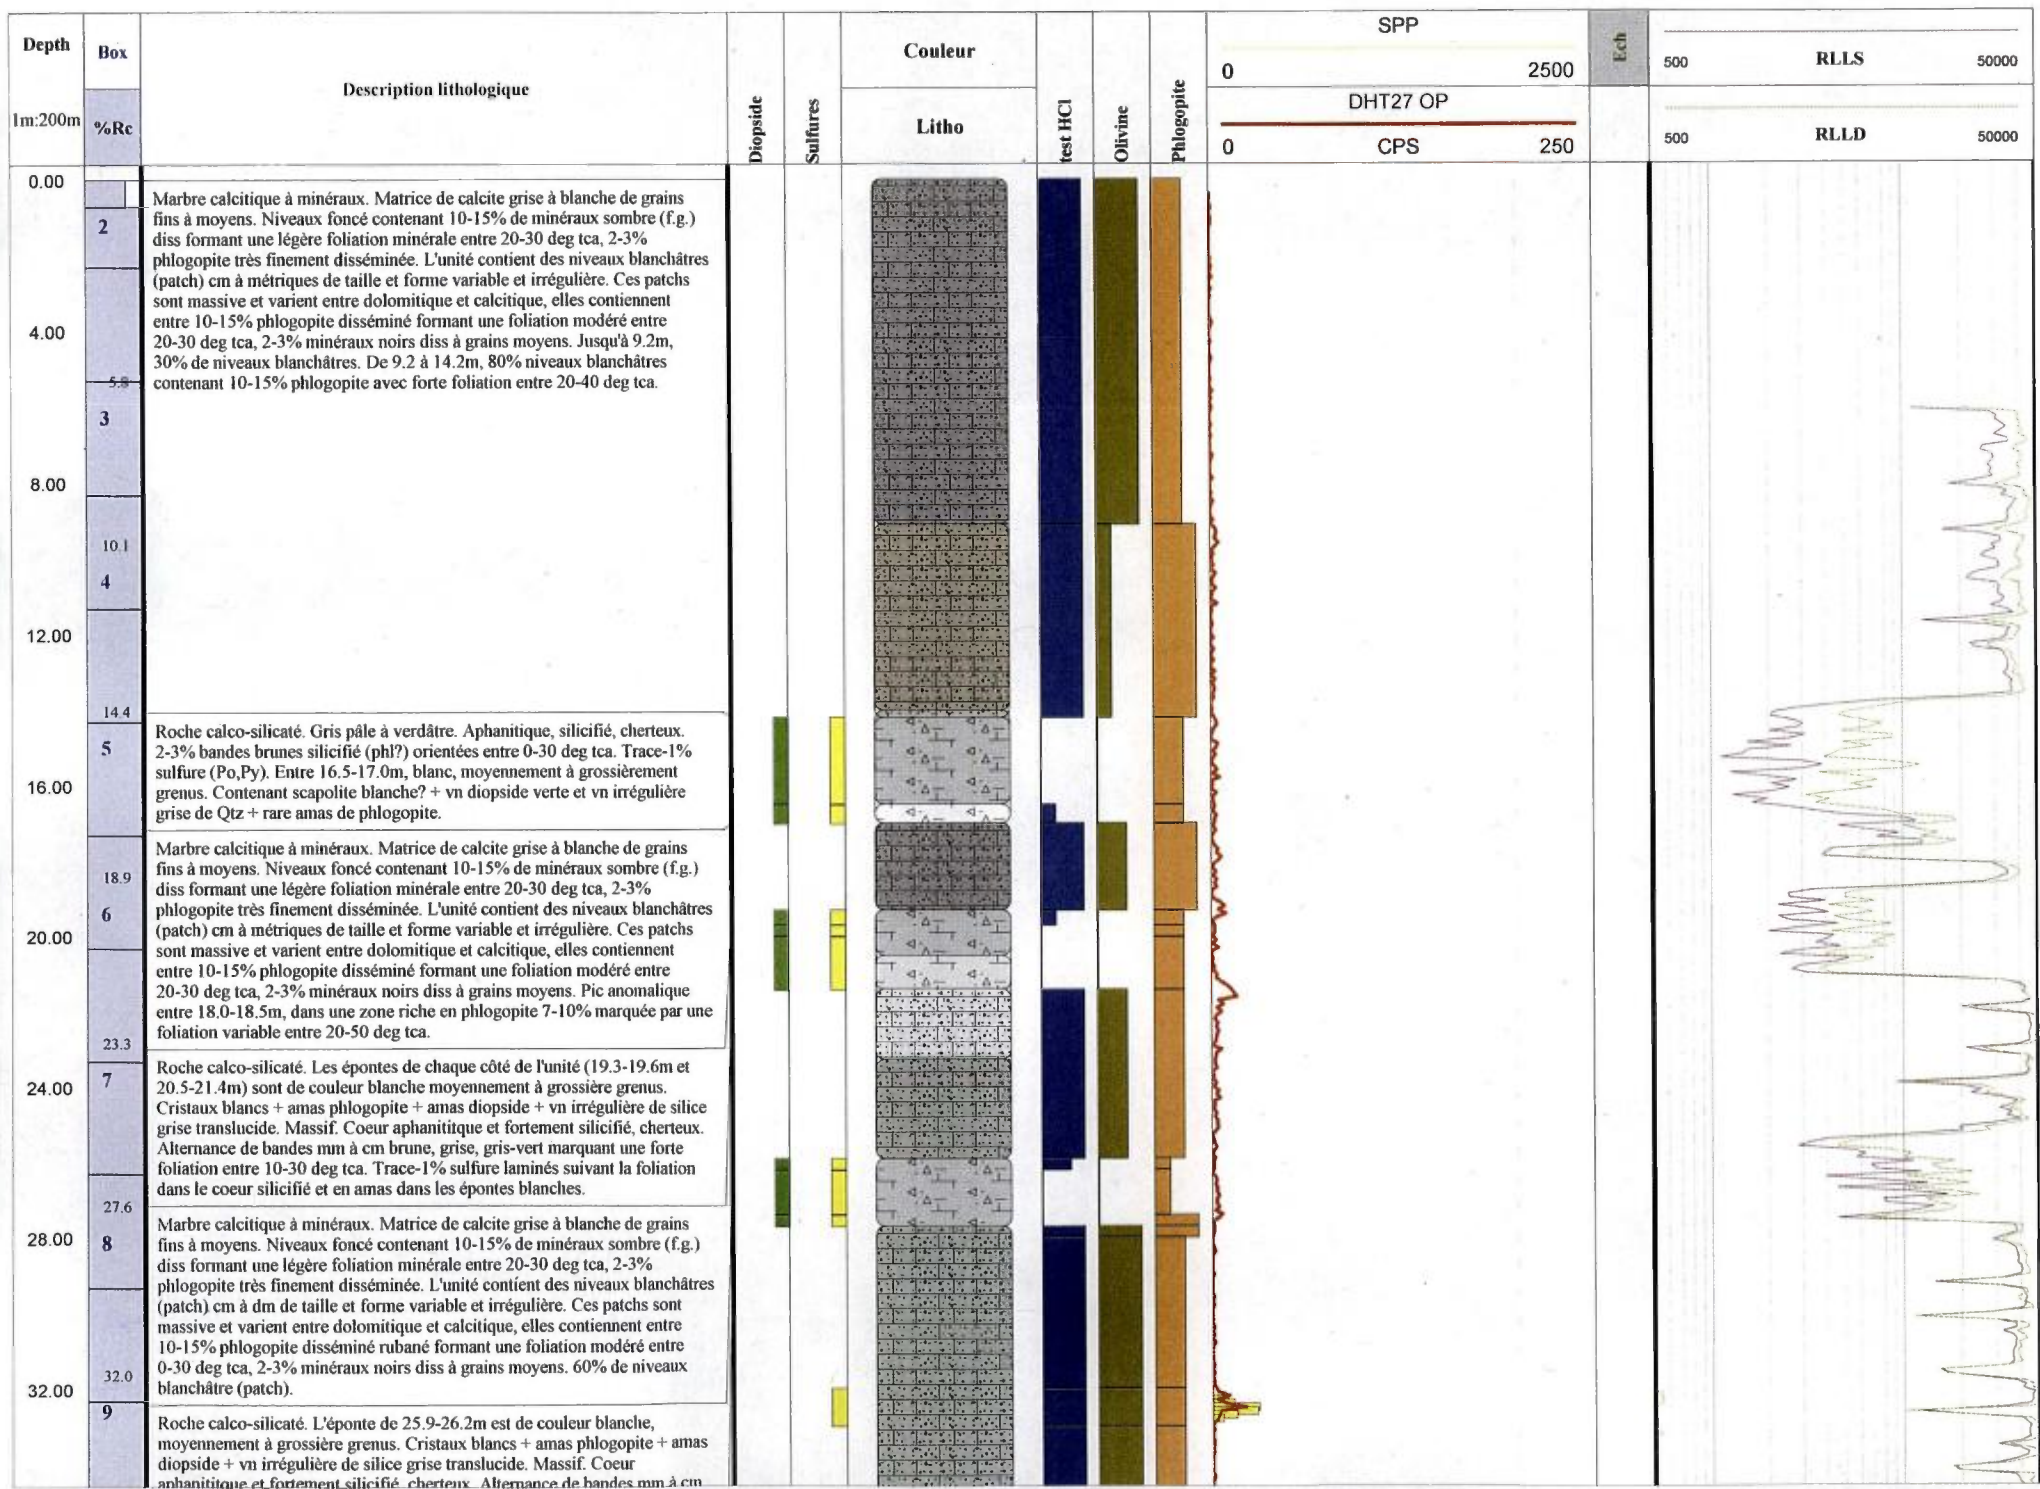 Depth
1m:200m
Box
%Rc
Description lithologique
Diopside
Sulfures
Couleur
Litho
test HCl
Olivine
Phlogopite
SPP
0 2500
DHT27 OP
0 CPS 250
Ech
500 RLLS 50000
500 RLLD 50000
0.00
4.00
8.00
12.00
16.00
20.00
24.00
28.00
32.00
2
5.8
3
10.1
4
14.4
5
18.9
6
23.3
7
27.6
8
32.0
9
Marbre calcitique à minéraux. Matrice de calcite grise à blanche de grains
fins à moyens. Niveaux foncé contenant 10-15% de minéraux sombre (f.g.)
diss formant une légère foliation minérale entre 20-30 deg tca, 2-3%
phlogopite très finement disséminée. L'unité contient des niveaux blanchâtres
(patch) cm à métriques de taille et forme variable et irrégulière. Ces patchs
sont massive et varient entre dolomitique et calcitique, elles contiennent
entre 10-15% phlogopite disséminé formant une foliation modéré entre
20-30 deg tca, 2-3% minéraux noirs diss à grains moyens. Jusqu'à 9.2m,
30% de niveaux blanchâtres. De 9.2 à 14.2m, 80% niveaux blanchâtres
contenant 10-15% phlogopite avec forte foliation entre 20-40 deg tca.
Roche calco-silicaté. Gris pâle à verdâtre. Aphanitique, silicifié, cherteux.
2-3% bandes brunes silicifié (phl?) orientées entre 0-30 deg tca. Trace-1%
sulfure (Po,Py). Entre 16.5-17.0m, blanc, moyennement à grossièrement
grenus. Contenant scapolite blanche? + vn diopside verte et vn irrégulière
grise de Qtz + rare amas de phlogopite.
Marbre calcitique à minéraux. Matrice de calcite grise à blanche de grains
fins à moyens. Niveaux foncé contenant 10-15% de minéraux sombre (f.g.)
diss formant une légère foliation minérale entre 20-30 deg tca, 2-3%
phlogopite très finement disséminée. L'unité contient des niveaux blanchâtres
(patch) cm à métriques de taille et forme variable et irrégulière. Ces patchs
sont massive et varient entre dolomitique et calcitique, elles contiennent
entre 10-15% phlogopite disséminé formant une foliation modéré entre
20-30 deg tca, 2-3% minéraux noirs diss à grains moyens. Pic anomalique
entre 18.0-18.5m, dans une zone riche en phlogopite 7-10% marquée par une
foliation variable entre 20-50 deg tca.
Roche calco-silicaté. Les épontes de chaque côté de l'unité (19.3-19.6m et
20.5-21.4m) sont de couleur blanche moyennement à grossière grenus.
Cristaux blancs + amas phlogopite + amas diopside + vn irrégulière de silice
grise translucide. Massif. Coeur aphanititque et fortement silicifié, cherteux.
Alternance de bandes mm à cm brune, grise, gris-vert marquant une forte
foliation entre 10-30 deg tca. Trace-1% sulfure laminés suivant la foliation
dans le coeur silicifié et en amas dans les épontes blanches.
Marbre calcitique à minéraux. Matrice de calcite grise à blanche de grains
fins à moyens. Niveaux foncé contenant 10-15% de minéraux sombre (f.g.)
diss formant une légère foliation minérale entre 20-30 deg tca, 2-3%
phlogopite très finement disséminée. L'unité contient des niveaux blanchâtres
(patch) cm à dm de taille et forme variable et irrégulière. Ces patchs sont
massive et varient entre dolomitique et calcitique, elles contiennent entre
10-15% phlogopite disséminé rubané formant une foliation modéré entre
0-30 deg tca, 2-3% minéraux noirs diss à grains moyens. 60% de niveaux
blanchâtre (patch).
Roche calco-silicaté. L'éponte de 25.9-26.2m est de couleur blanche,
moyennement à grossière grenus. Cristaux blancs + amas phlogopite + amas
diopside + vn irrégulière de silice grise translucide. Massif. Coeur
aphanititque et fortement silicifié, cherteux. Alternance de bandes mm à cm